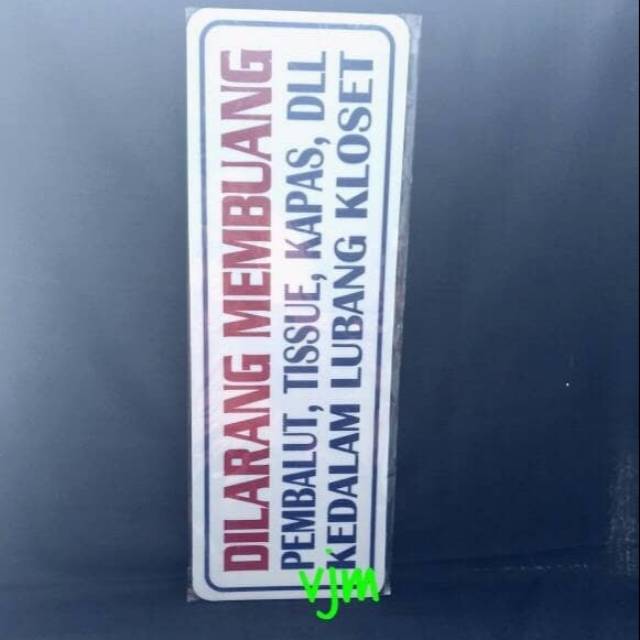 DILARANG MEMBUANG
PEMBALUT, TISSUE, KAPAS, DLL
KEDALAM LUBANG KLOSET
vjm